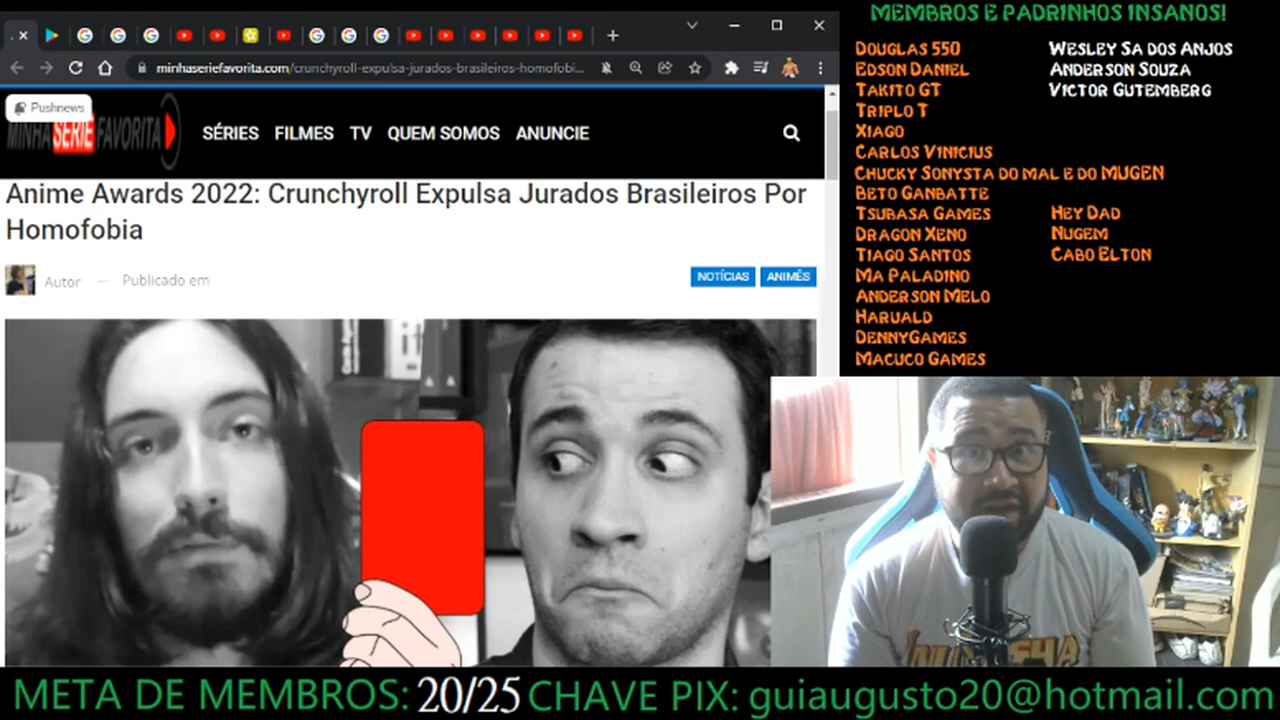 minhaseriefavorita.com/crunchyroll-expulsa-jurados-brasileiros-homofobi...
Pushnews
MINHA SERIE FAVORITA
SÉRIES FILMES TV QUEM SOMOS ANUNCIE
Anime Awards 2022: Crunchyroll Expulsa Jurados Brasileiros Por
Homofobia
Autor — Publicado em
NOTÍCIAS ANIMÊS
MEMBROS E PADRINHOS INSANOS!
DOUGLAS 550 WESLEY SA DOS ANJOS
EDSON DANIEL ANDERSON SOUZA
TAKITO GT VICTOR GUTEMBERG
TRIPLO T
XIAGO
CARLOS VINICIUS
CHUCKY SONYSTA DO MAL E DO MUGEN
BETO GANBATTE
TSUBASA GAMES HEY DAD
DRAGON XENO NUGEM
TIAGO SANTOS CABO ELTON
MA PALADINO
ANDERSON MELO
HARUALD
DENNYGAMES
MACUCO GAMES
META DE MEMBROS: 20/25 CHAVE PIX: guiaugusto20@hotmail.com